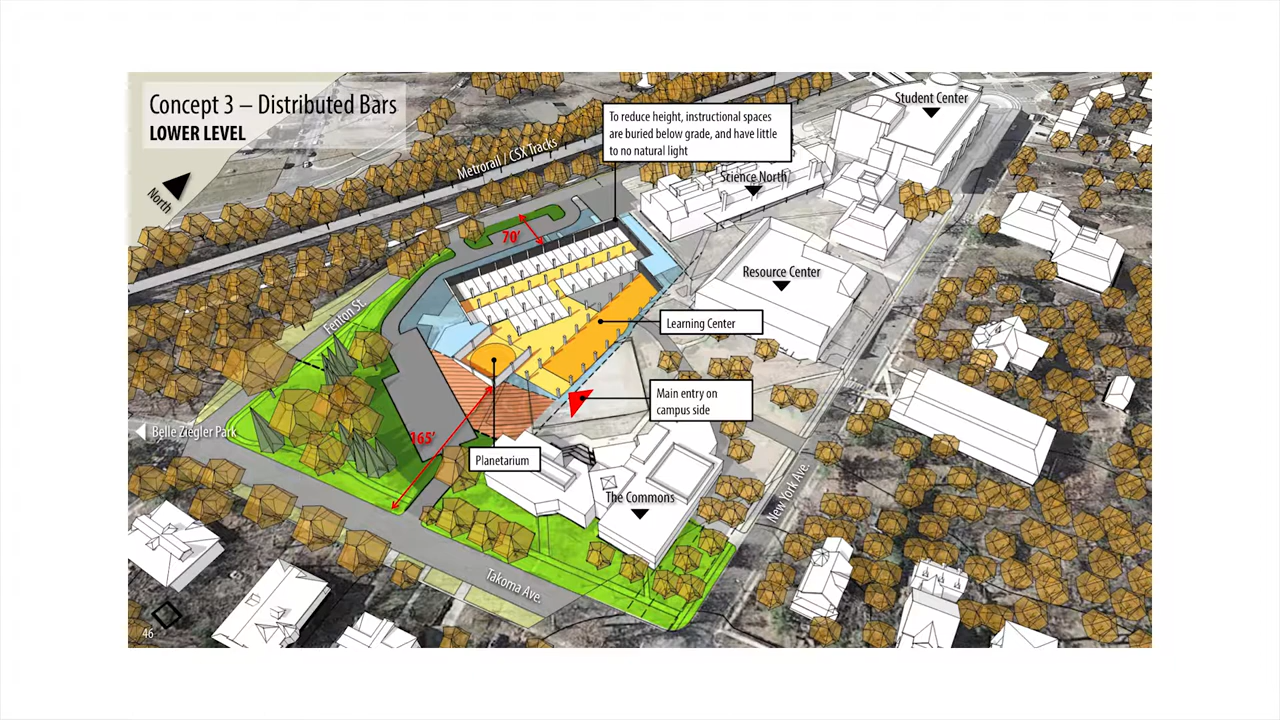 Concept 3 – Distributed Bars
LOWER LEVEL
North
To reduce height, instructional spaces
are buried below grade, and have little
to no natural light
Student Center
Metrorail / CSX Tracks
Science North
70'
Resource Center
Fenton St.
Learning Center
Main entry on
campus side
Belle Ziegler Park
165'
Planetarium
The Commons
New York Ave.
Takoma Ave.
46